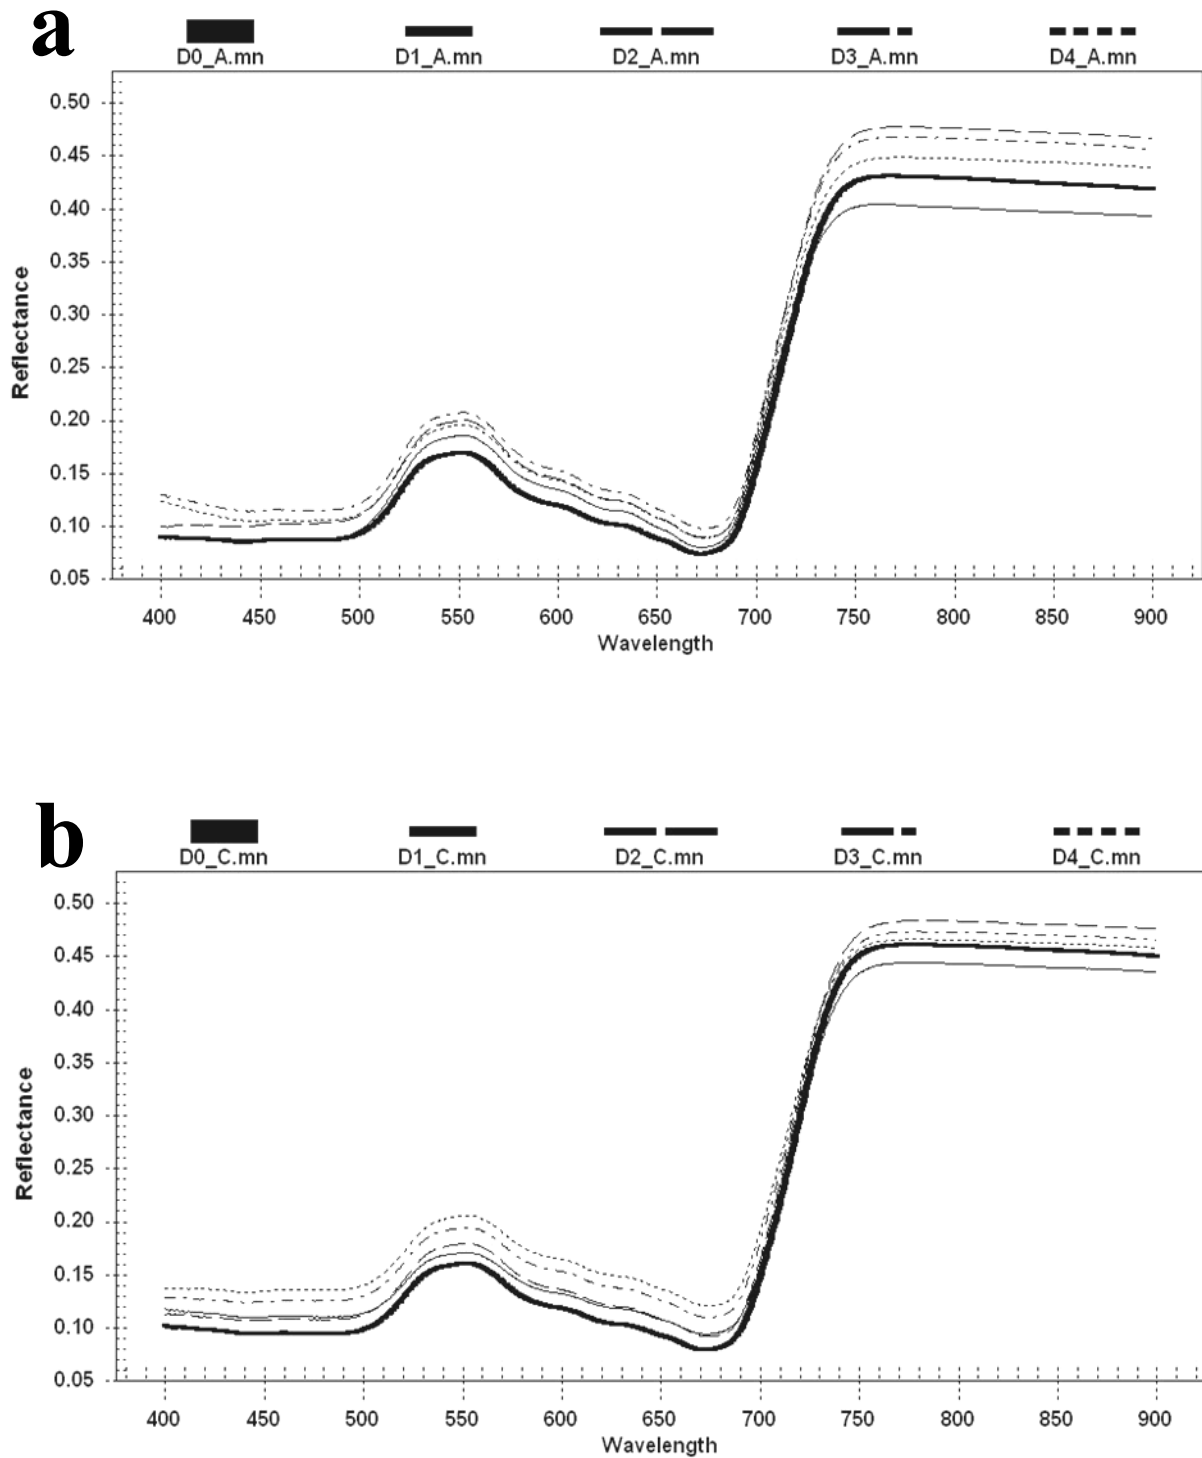 a
D0_A.mn D1_A.mn D2_A.mn D3_A.mn D4_A.mn
0.50
0.45
0.40
0.35
0.30
0.25
0.20
0.15
0.10
0.05
Reflectance
400 450 500 550 600 650 700 750 800 850 900
Wavelength
b
D0_C.mn D1_C.mn D2_C.mn D3_C.mn D4_C.mn
0.50
0.45
0.40
0.35
0.30
0.25
0.20
0.15
0.10
0.05
Reflectance
400 450 500 550 600 650 700 750 800 850 900
Wavelength